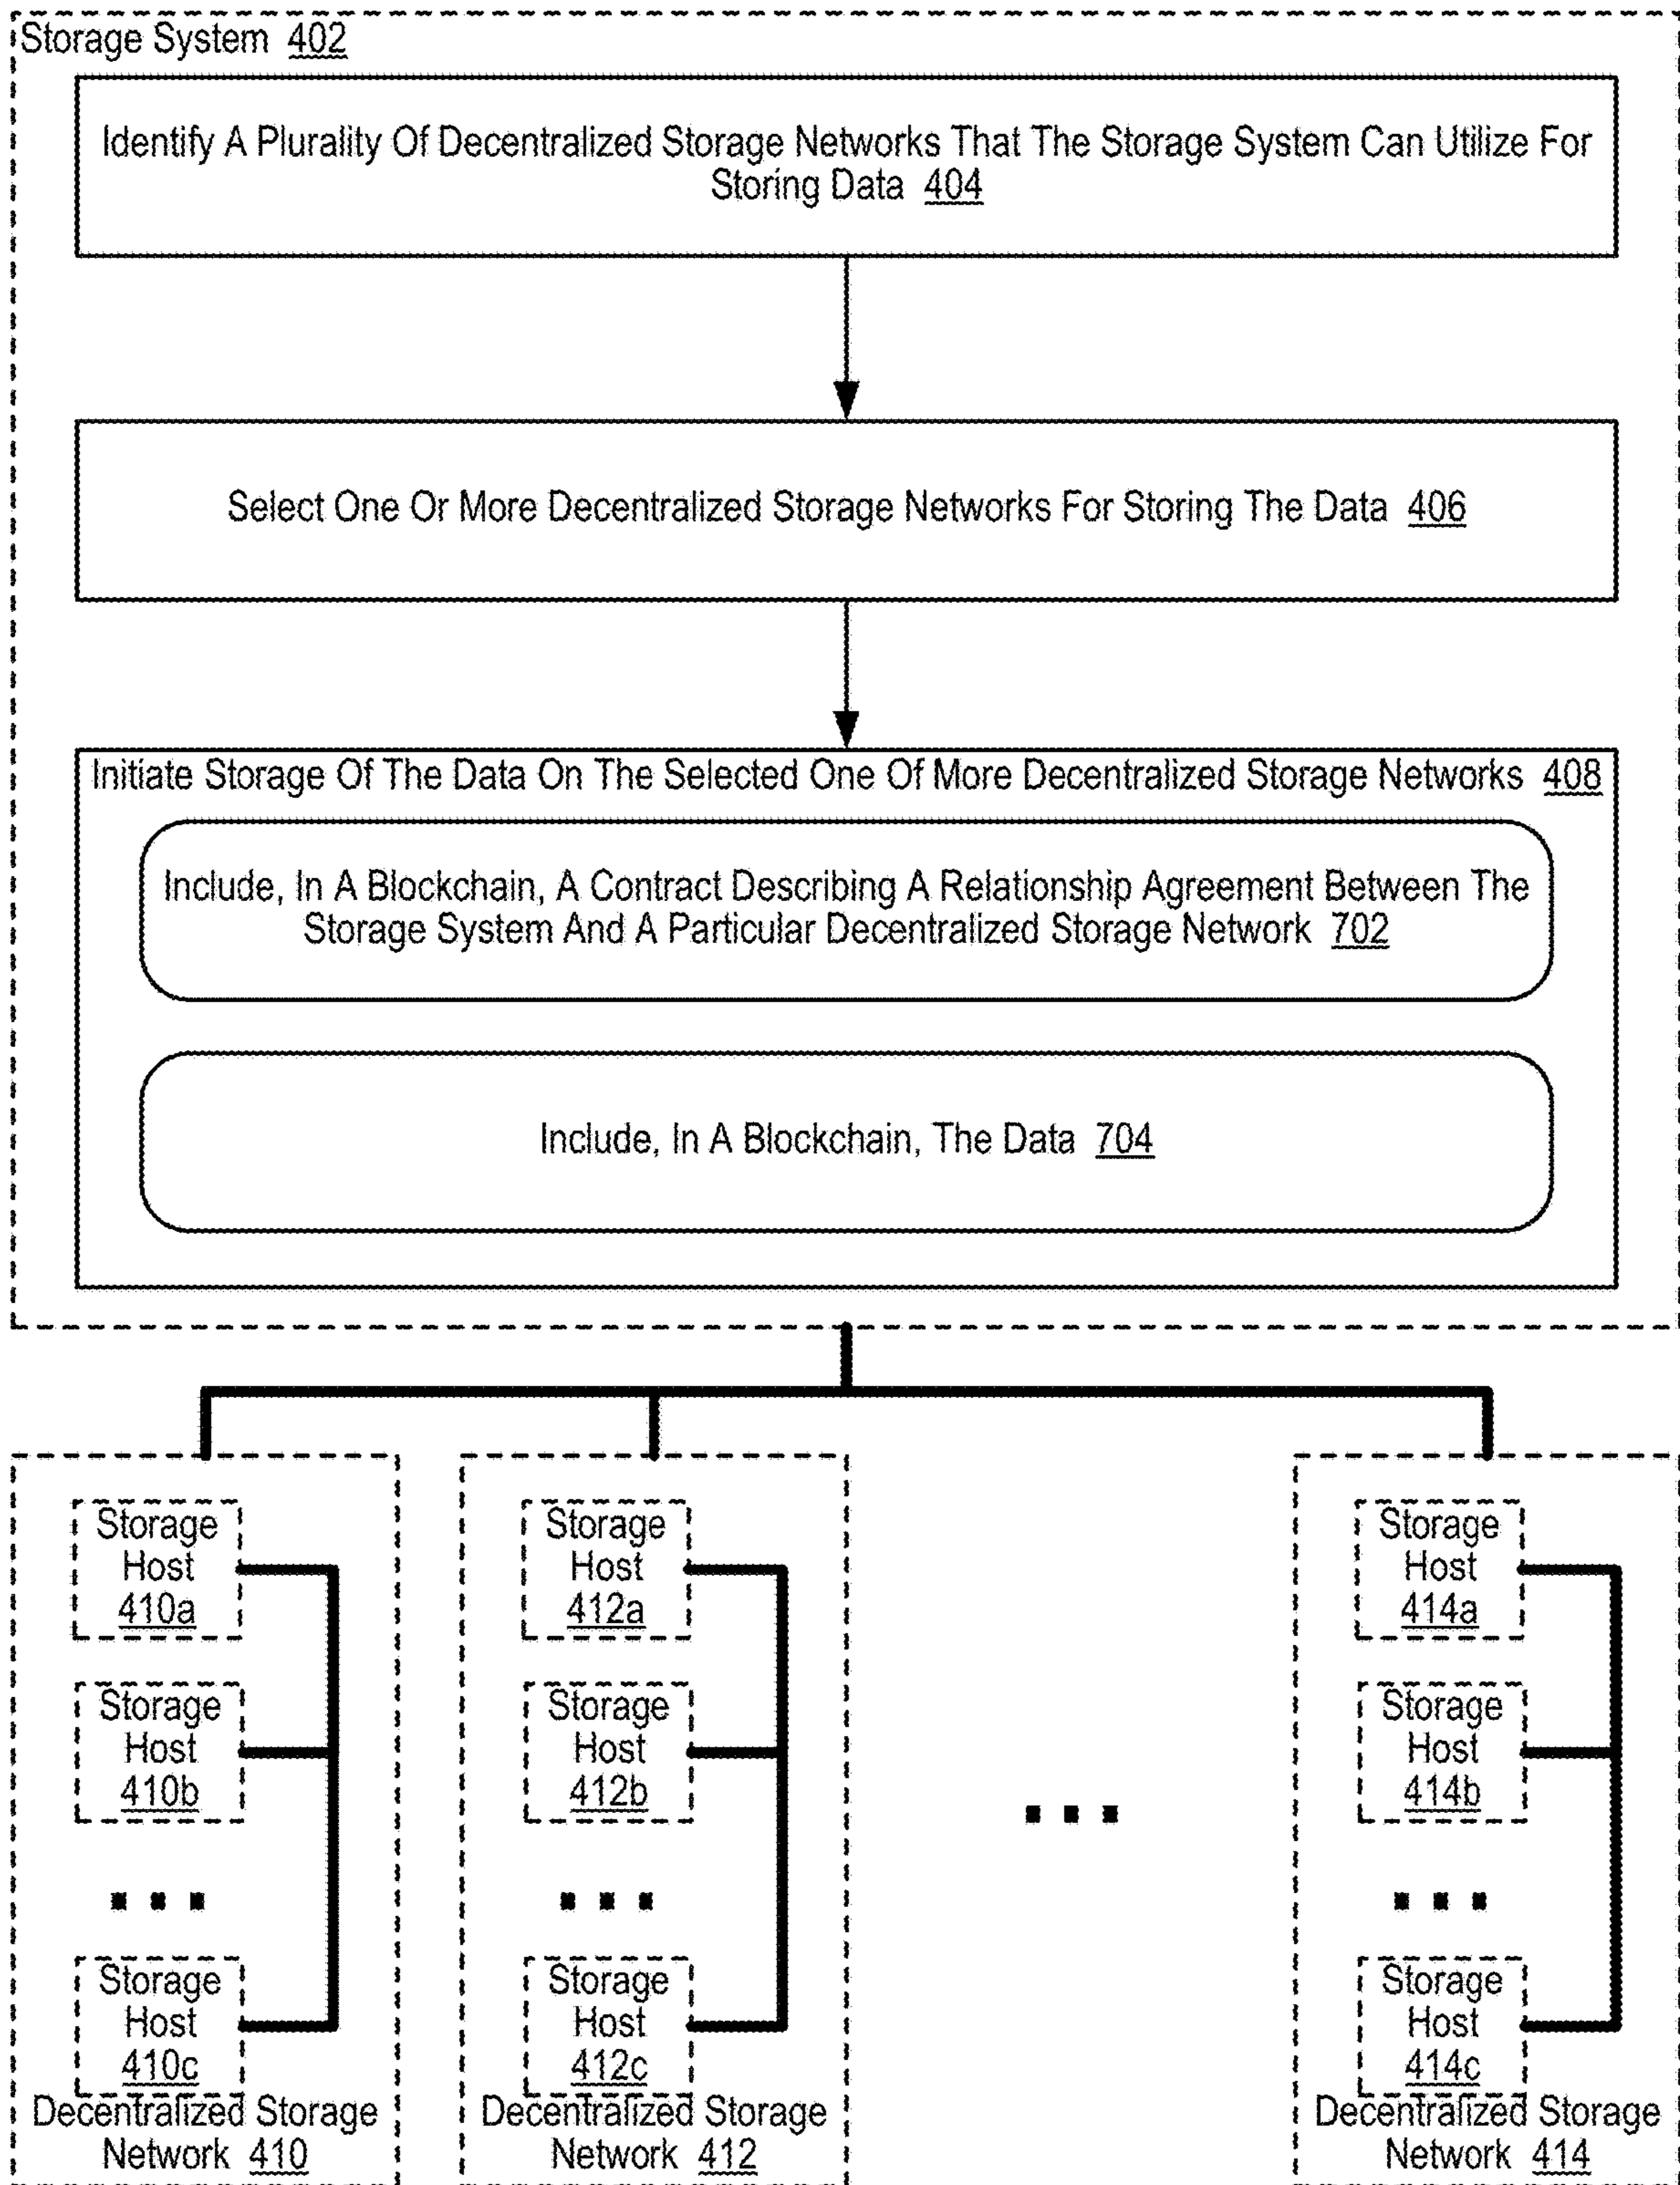 Storage System 402
Identify A Plurality Of Decentralized Storage Networks That The Storage System Can Utilize For
Storing Data 404
Select One Or More Decentralized Storage Networks For Storing The Data 406
Initiate Storage Of The Data On The Selected One Of More Decentralized Storage Networks 408
Include, In A Blockchain, A Contract Describing A Relationship Agreement Between The
Storage System And A Particular Decentralized Storage Network 702
Include, In A Blockchain, The Data 704
Storage
Host
410a
Storage
Host
410b
...
Storage
Host
410c
Decentralized Storage
Network 410
Storage
Host
412a
Storage
Host
412b
...
Storage
Host
412c
Decentralized Storage
Network 412
...
Storage
Host
414a
Storage
Host
414b
...
Storage
Host
414c
Decentralized Storage
Network 414